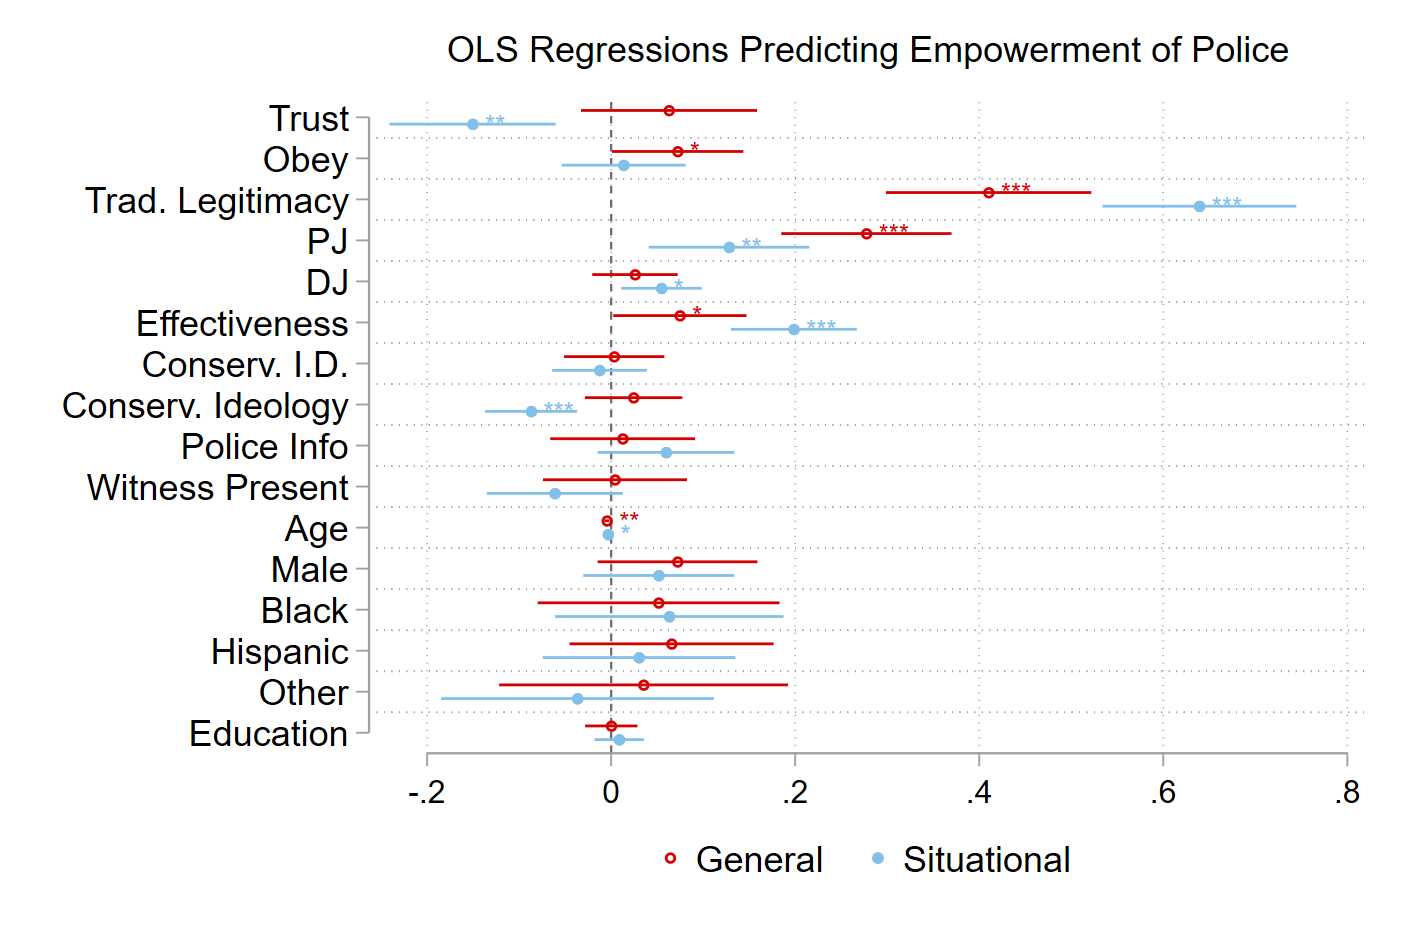 OLS Regressions Predicting Empowerment of Police
Trust
**
Obey
*
Trad. Legitimacy
***
***
PJ
***
**
DJ
*
Effectiveness
*
***
Conserv. I.D.
Conserv. Ideology
***
Police Info
Witness Present
Age
**
*
Male
Black
Hispanic
Other
Education
-.2 0 .2 .4 .6 .8
General Situational